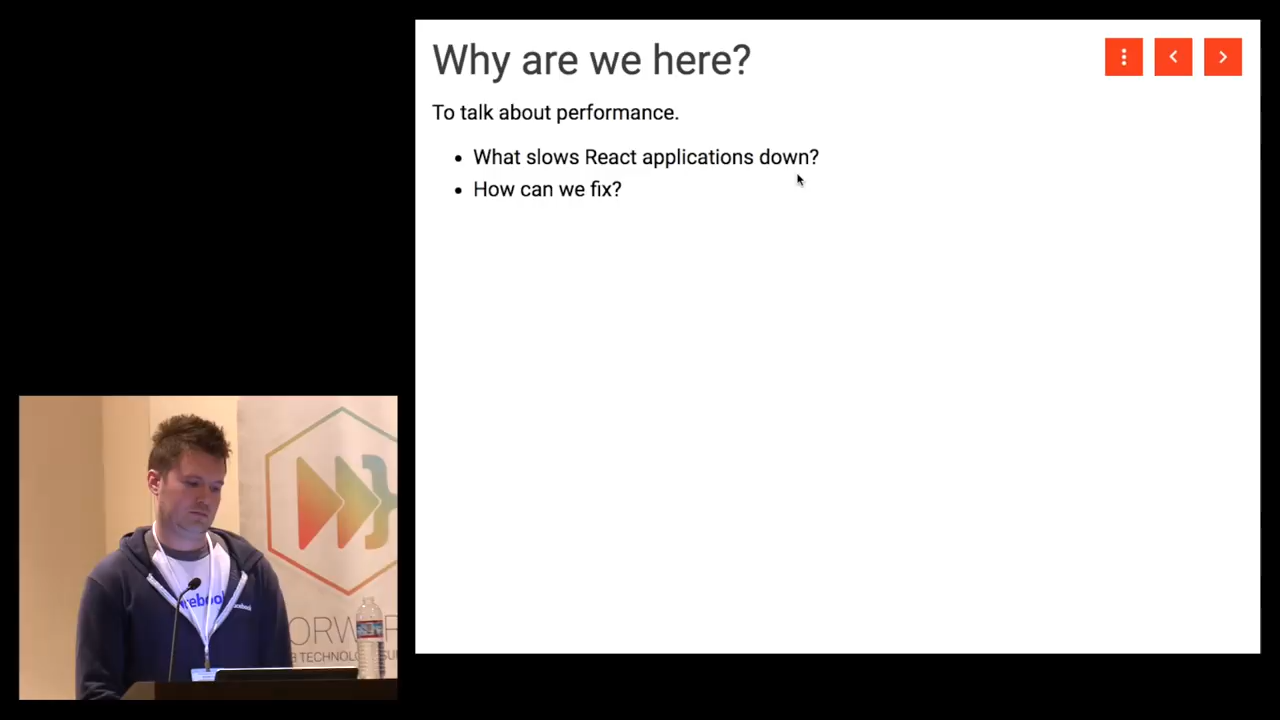 Why are we here?
To talk about performance.
• What slows React applications down?
• How can we fix?